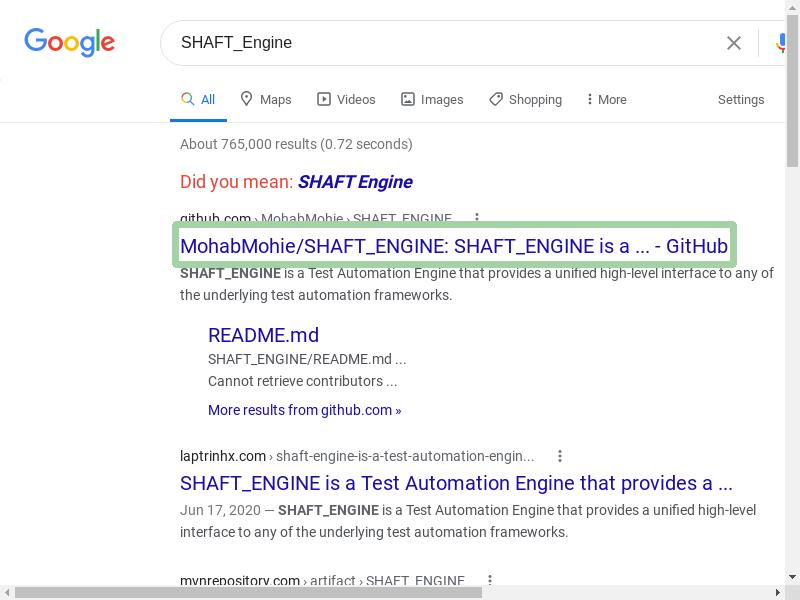 Google
SHAFT_Engine
All Maps Videos Images Shopping More Settings
About 765,000 results (0.72 seconds)
Did you mean: SHAFT Engine
github.com › MohabMohie › SHAFT_ENGINE
MohabMohie/SHAFT_ENGINE: SHAFT_ENGINE is a ... - GitHub
SHAFT_ENGINE is a Test Automation Engine that provides a unified high-level interface to any of
the underlying test automation frameworks.
README.md
SHAFT_ENGINE/README.md ...
Cannot retrieve contributors ...
More results from github.com »
laptrinhx.com › shaft-engine-is-a-test-automation-engin...
SHAFT_ENGINE is a Test Automation Engine that provides a ...
Jun 17, 2020 — SHAFT_ENGINE is a Test Automation Engine that provides a unified high-level
interface to any of the underlying test automation frameworks.
mvnrepository.com › artifact › SHAFT_ENGINE